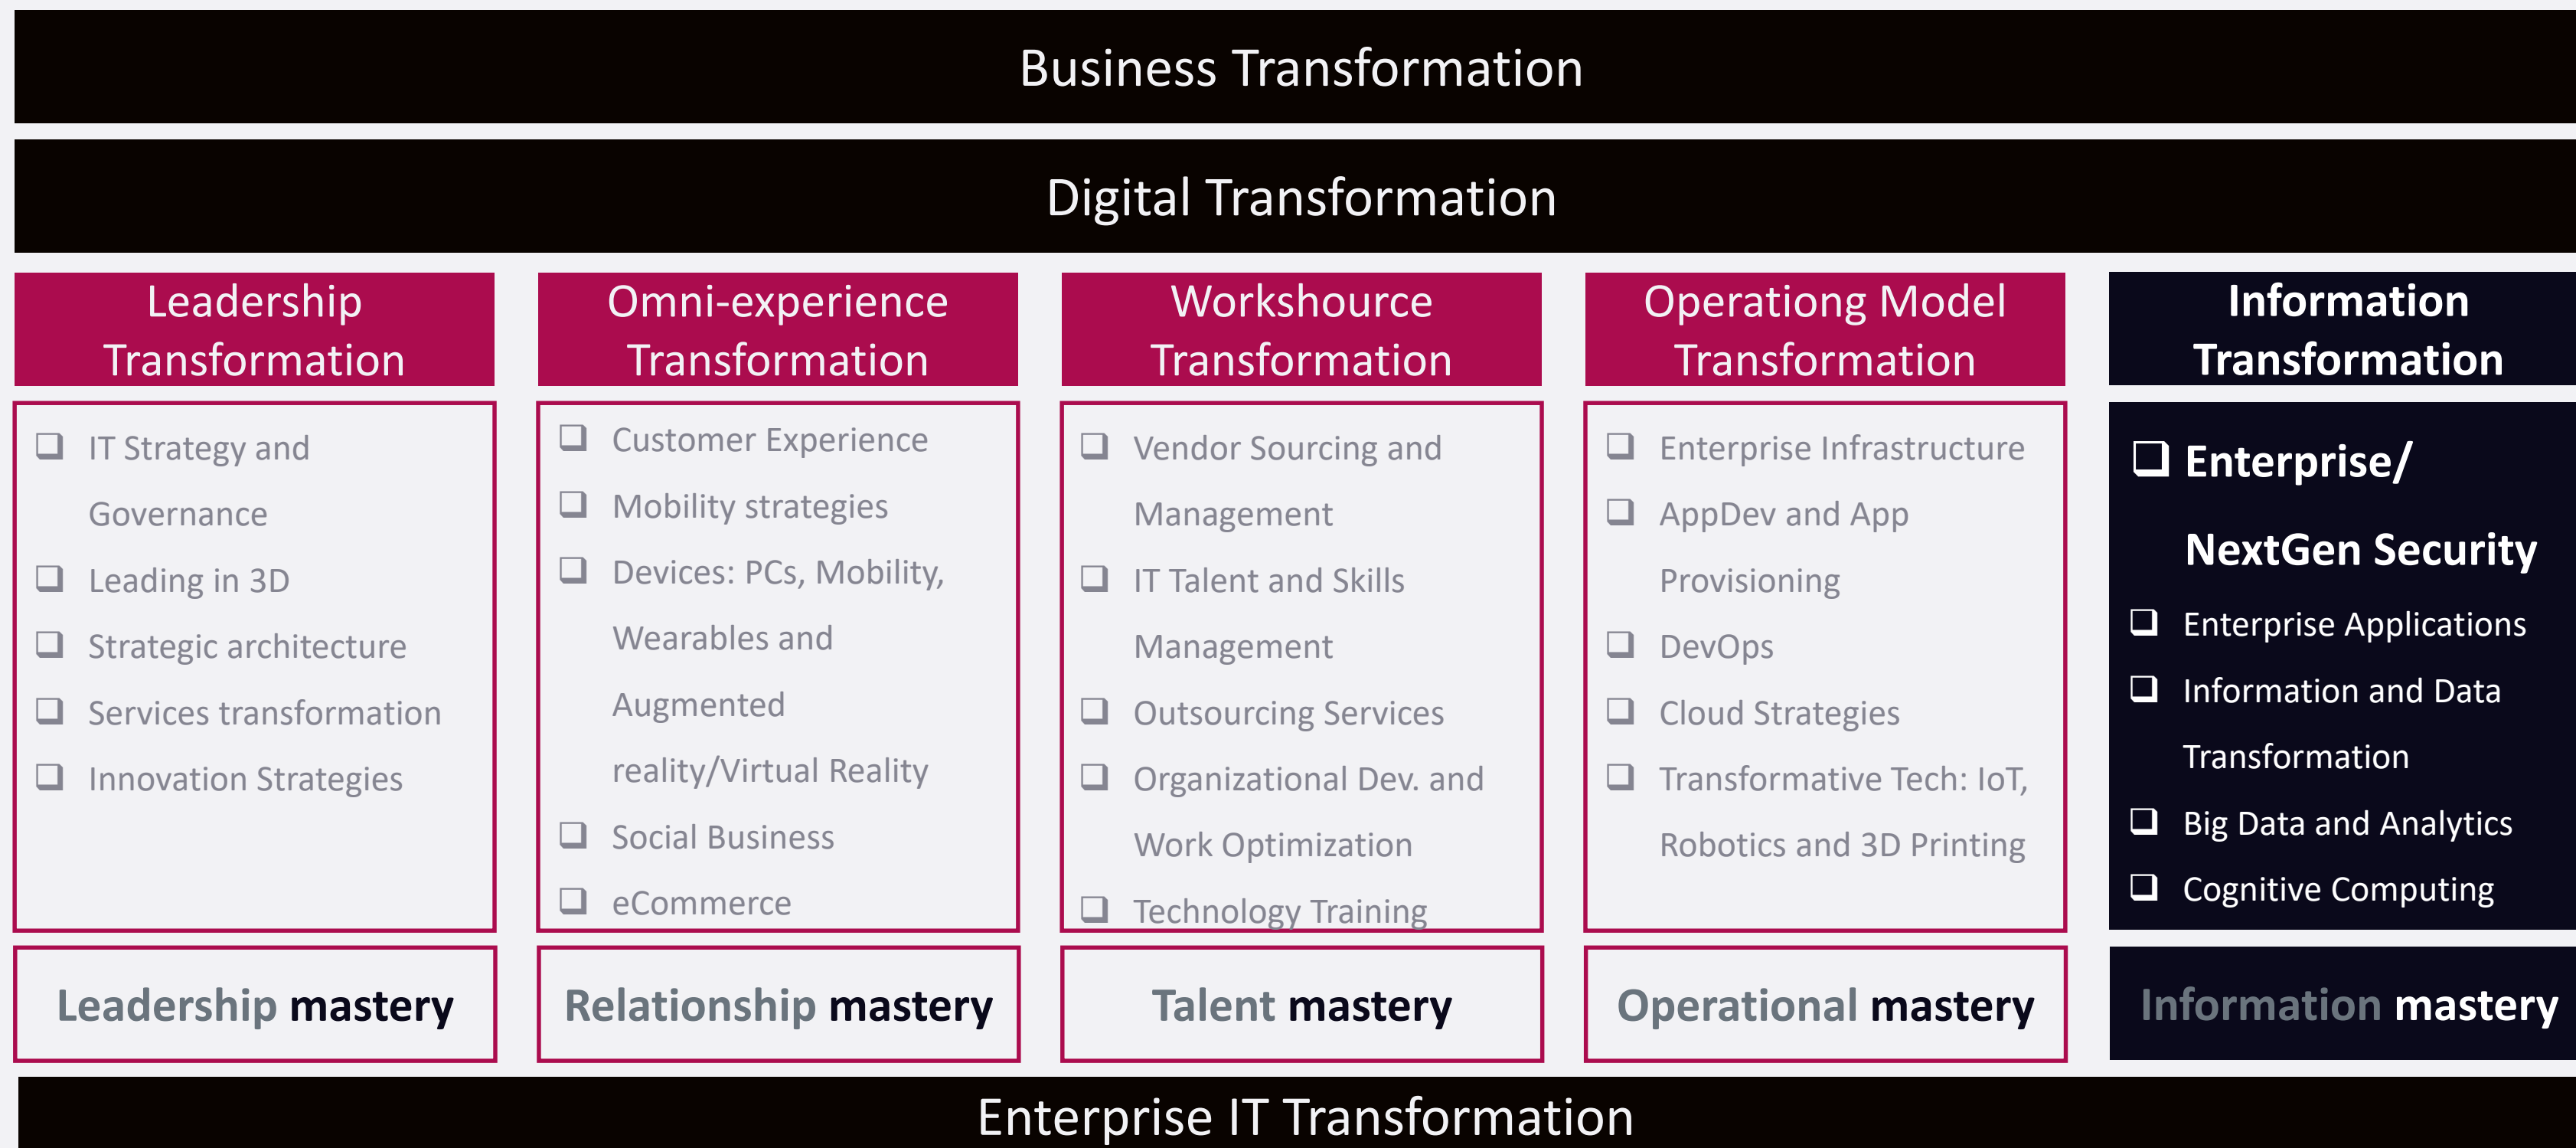 Business Transformation
Digital Transformation
Leadership
Transformation
❑ IT Strategy and
Governance
❑ Leading in 3D
❑ Strategic architecture
❑ Services transformation
❑ Innovation Strategies
Leadership mastery
Omni-experience
Transformation
❑ Customer Experience
❑ Mobility strategies
❑ Devices: PCs, Mobility,
Wearables and
Augmented
reality/Virtual Reality
❑ Social Business
❑ eCommerce
Relationship mastery
Workshource
Transformation
❑ Vendor Sourcing and
Management
❑ IT Talent and Skills
Management
❑ Outsourcing Services
❑ Organizational Dev. and
Work Optimization
❑ Technology Training
Talent mastery
Operationg Model
Transformation
❑ Enterprise Infrastructure
❑ AppDev and App
Provisioning
❑ DevOps
❑ Cloud Strategies
❑ Transformative Tech: IoT,
Robotics and 3D Printing
Operational mastery
Information
Transformation
❑ Enterprise/
NextGen Security
❑ Enterprise Applications
❑ Information and Data
Transformation
❑ Big Data and Analytics
❑ Cognitive Computing
Information mastery
Enterprise IT Transformation